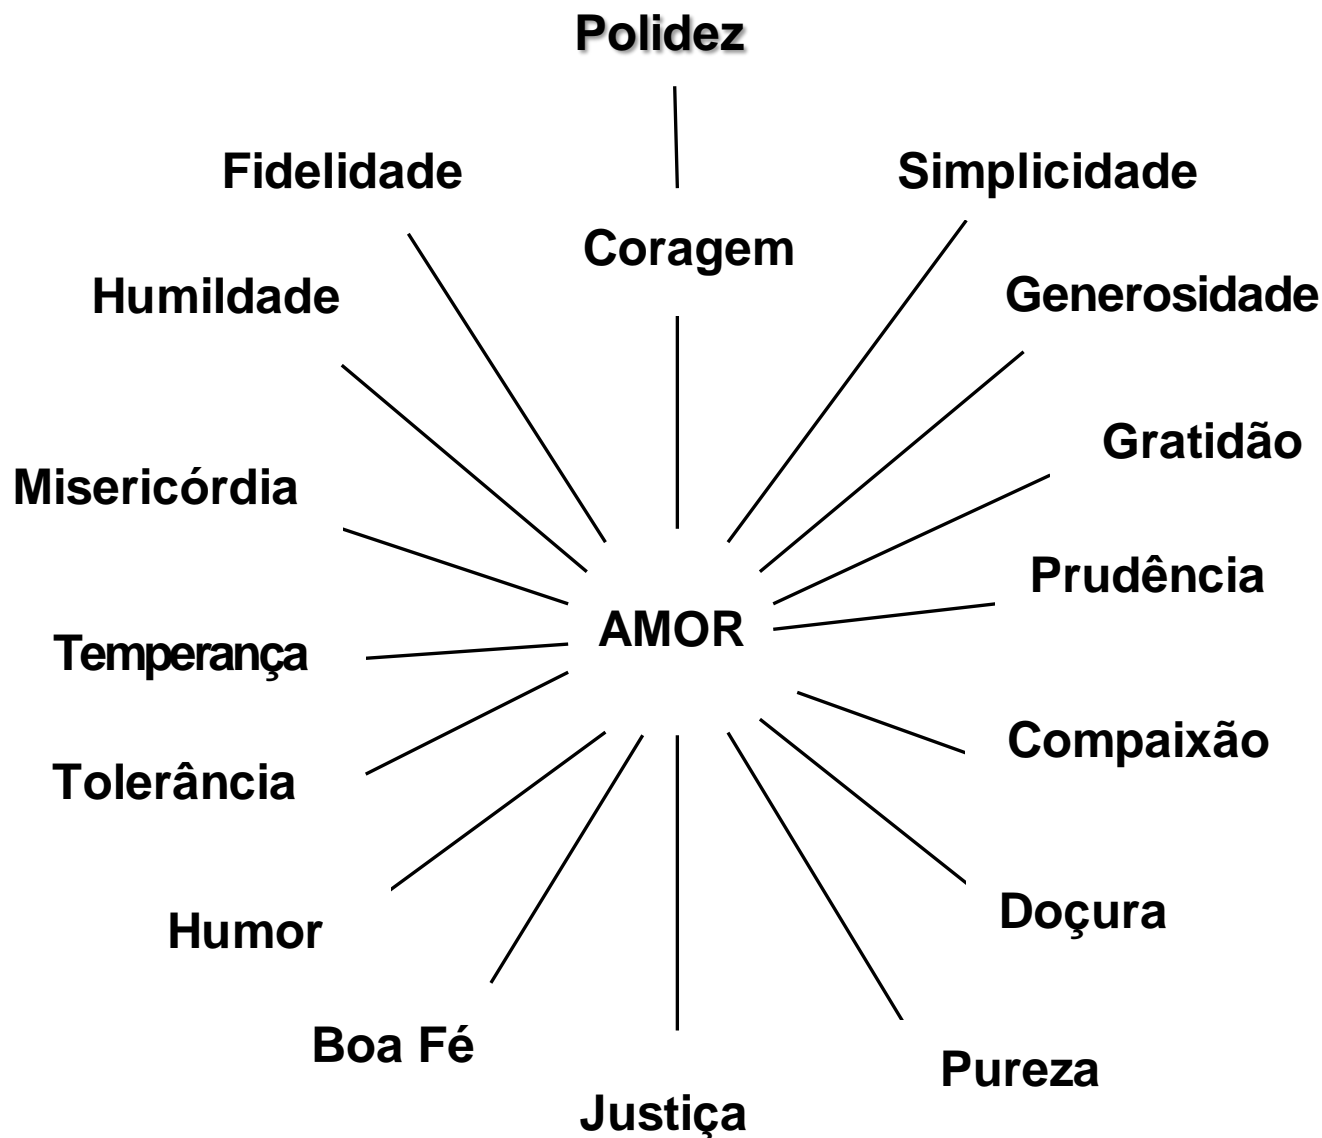 Polidez
Fidelidade
Simplicidade
Coragem
Humildade
Generosidade
Gratidão
Misericórdia
Prudência
AMOR
Temperança
Compaixão
Tolerância
Doçura
Humor
Boa Fé
Pureza
Justiça